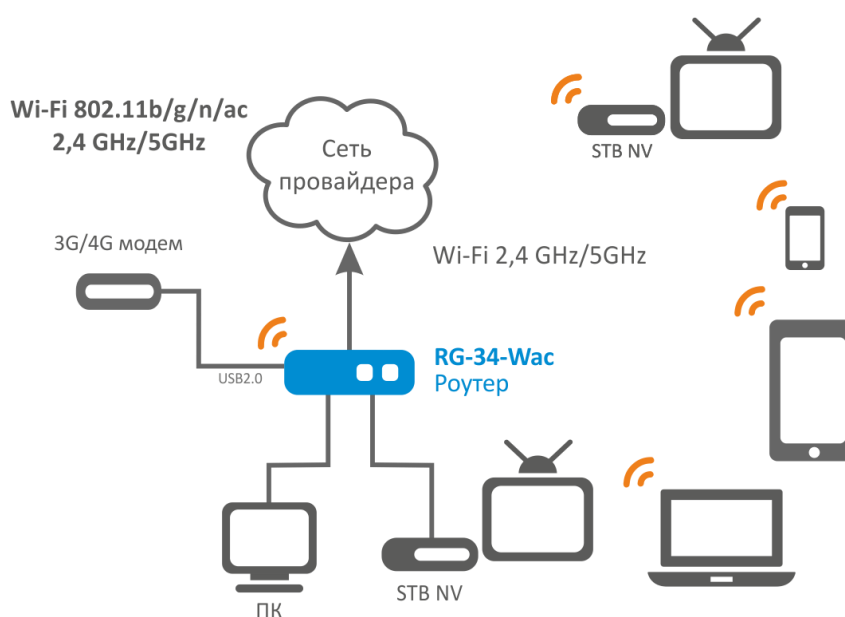 Wi-Fi 802.11b/g/n/ac
2,4 GHz/5GHz
Сеть
провайдера
STB NV
3G/4G модем
Wi-Fi 2,4 GHz/5GHz
USB2.0
RG-34-Wac
Роутер
ПК
STB NV